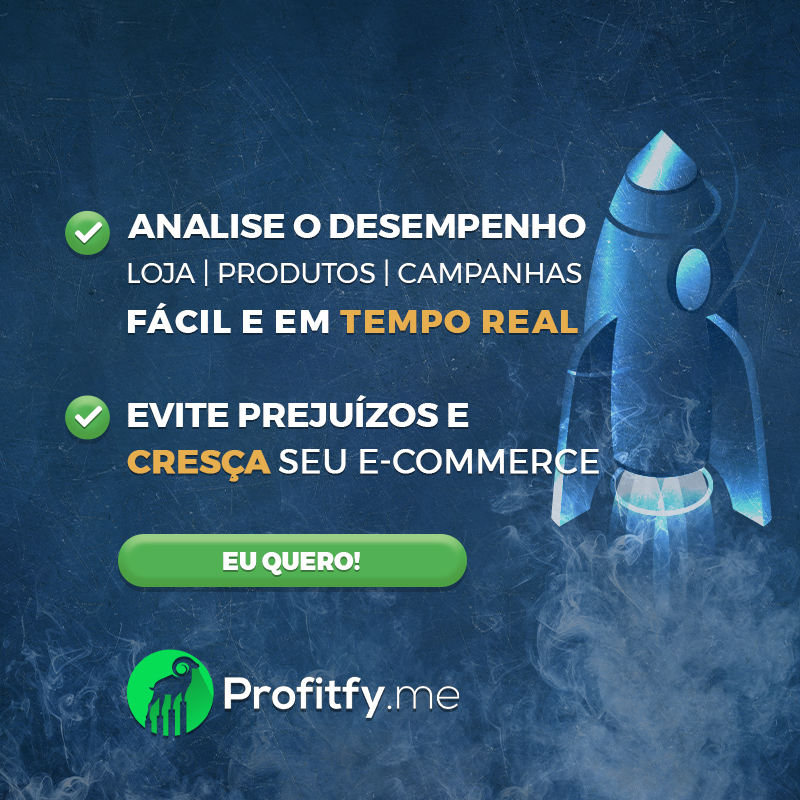 ANALISE O DESEMPENHO
LOJA | PRODUTOS | CAMPANHAS
FÁCIL E EM TEMPO REAL
EVITE PREJUÍZOS E
CRESÇA SEU E-COMMERCE
EU QUERO!
Profitfy.me